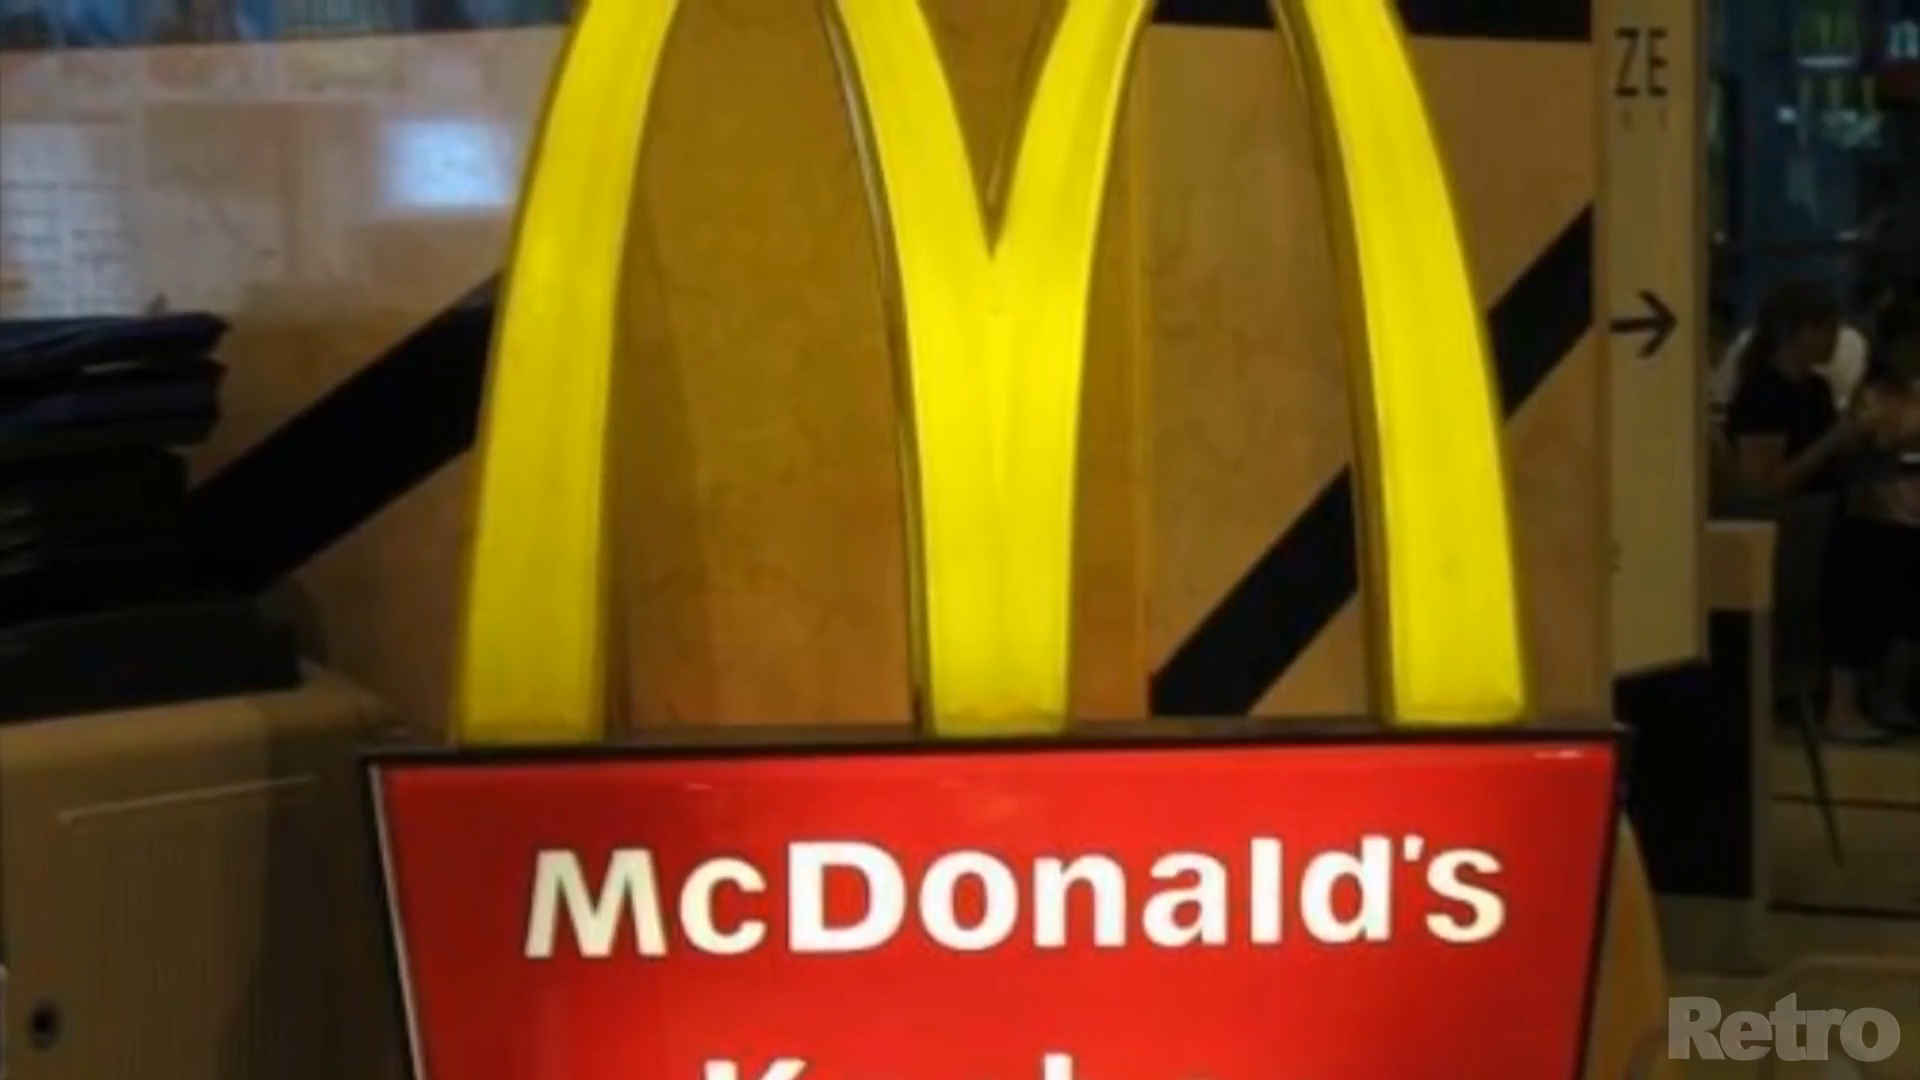 ZE
→
McDonald's
Retro